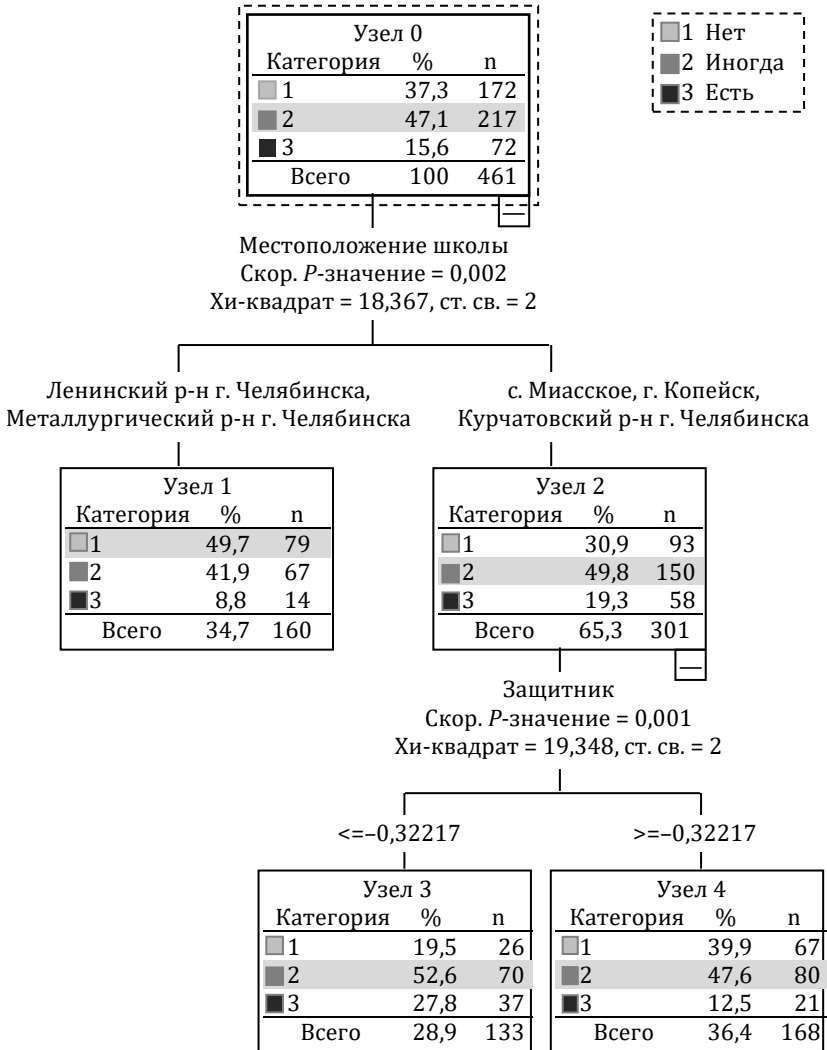 Узел 0
Категория % n
1 37,3 172
2 47,1 217
3 15,6 72
Всего 100 461
1 Нет
2 Иногда
3 Есть
Местоположение школы
Скор. P-значение = 0,002
Хи-квадрат = 18,367, ст. св. = 2
Ленинский р-н г. Челябинска,
Металлургический р-н г. Челябинска
с. Миасское, г. Копейск,
Курчатовский р-н г. Челябинска
Узел 1
Категория % n
1 49,7 79
2 41,9 67
3 8,8 14
Всего 34,7 160
Узел 2
Категория % n
1 30,9 93
2 49,8 150
3 19,3 58
Всего 65,3 301
Защитник
Скор. P-значение = 0,001
Хи-квадрат = 19,348, ст. св. = 2
<=–0,32217
>=–0,32217
Узел 3
Категория % n
1 19,5 26
2 52,6 70
3 27,8 37
Всего 28,9 133
Узел 4
Категория % n
1 39,9 67
2 47,6 80
3 12,5 21
Всего 36,4 168